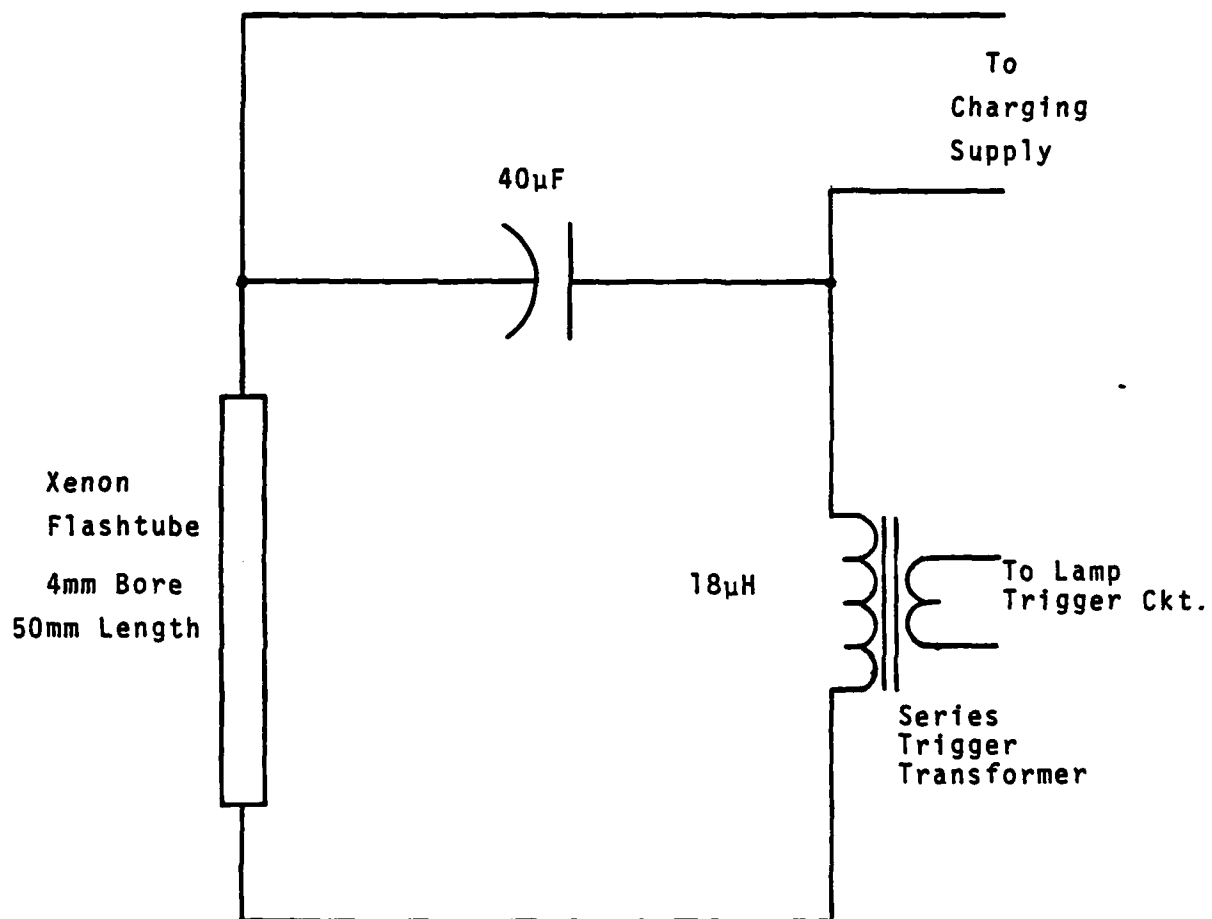 To
Charging
Supply
40µF
Xenon
Flashtube
4mm Bore
50mm Length
18µH
To Lamp
Trigger Ckt.
Series
Trigger
Transformer